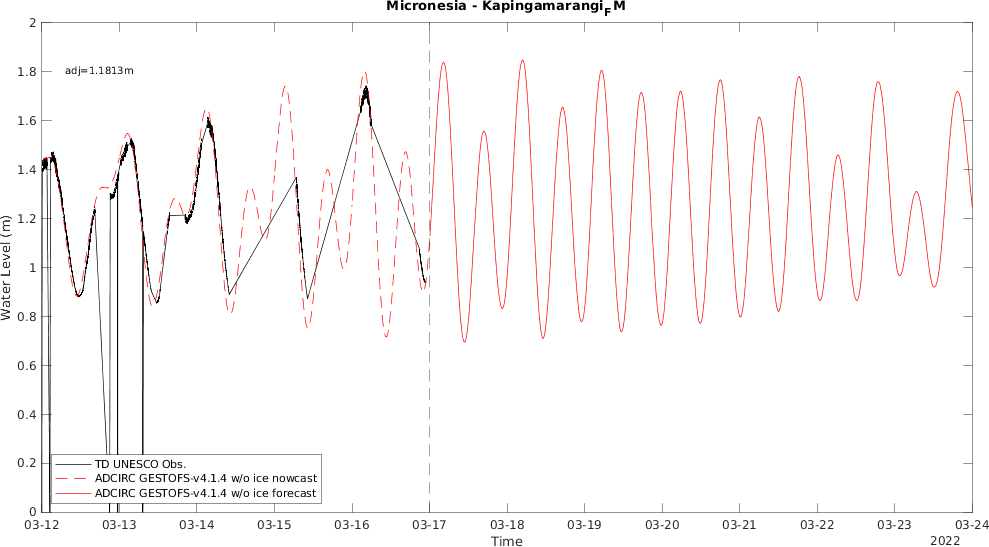 Micronesia - KapingamarangiFM
2
1.8
adj=1.1813m
1.6
1.4
1.2
1
0.8
0.6
0.4
0.2
0
Water Level (m)
TD UNESCO Obs.
ADCIRC GESTOFS-v4.1.4 w/o ice nowcast
ADCIRC GESTOFS-v4.1.4 w/o ice forecast
03-12 03-13 03-14 03-15 03-16 03-17 03-18 03-19 03-20 03-21 03-22 03-23 03-24
Time
2022